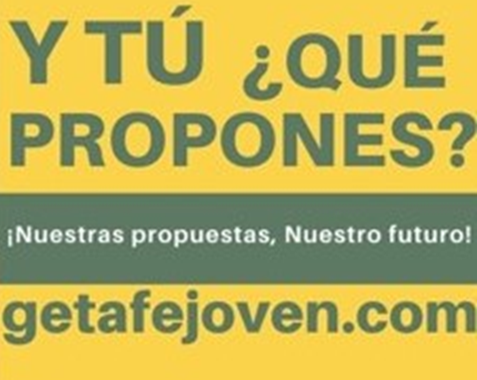 Y TÚ ¿QUÉ
PROPONES?
¡Nuestras propuestas, Nuestro futuro!
getafejoven.com